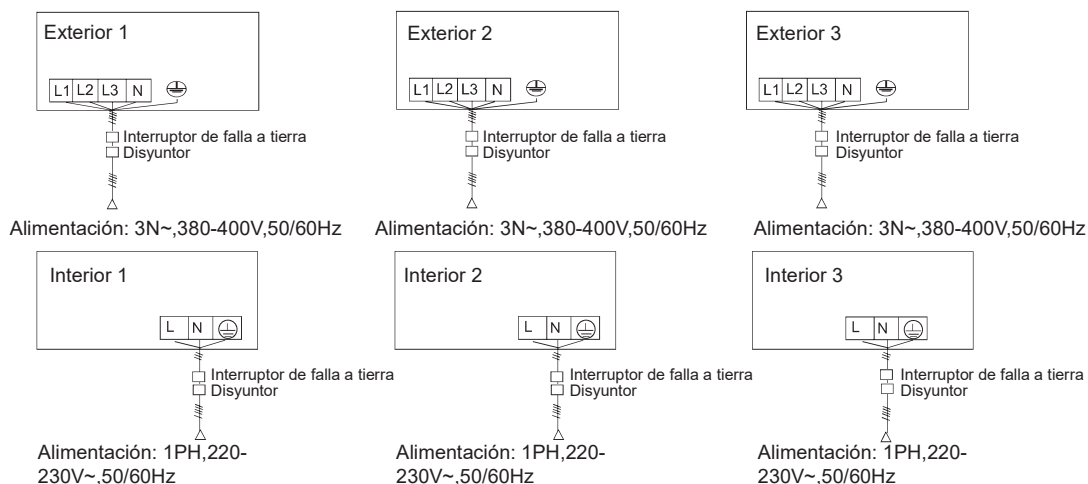 Exterior 1
L1 L2 L3 N
Interruptor de falla a tierra
Disyuntor
Alimentación: 3N~,380-400V,50/60Hz
Exterior 2
L1 L2 L3 N
Interruptor de falla a tierra
Disyuntor
Alimentación: 3N~,380-400V,50/60Hz
Exterior 3
L1 L2 L3 N
Interruptor de falla a tierra
Disyuntor
Alimentación: 3N~,380-400V,50/60Hz
Interior 1
L N
Interruptor de falla a tierra
Disyuntor
Alimentación: 1PH,220-
230V~,50/60Hz
Interior 2
L N
Interruptor de falla a tierra
Disyuntor
Alimentación: 1PH,220-
230V~,50/60Hz
Interior 3
L N
Interruptor de falla a tierra
Disyuntor
Alimentación: 1PH,220-
230V~,50/60Hz